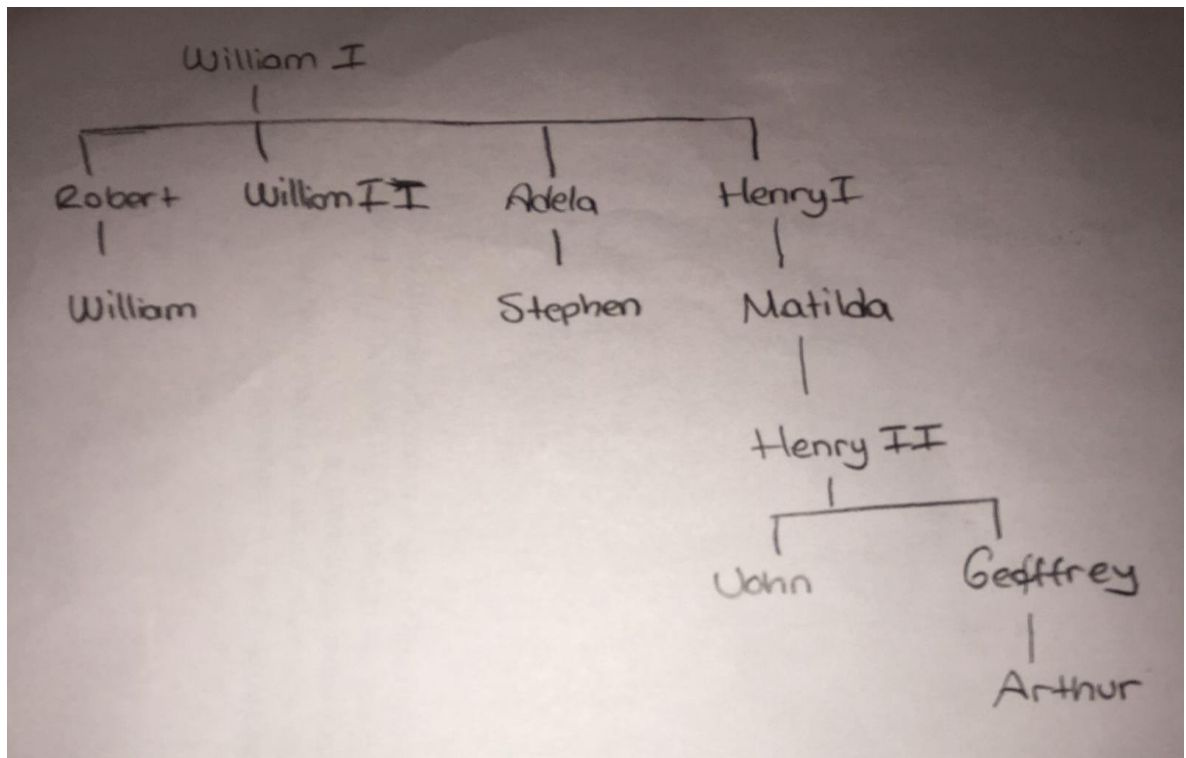 William I
Robert William II Adela Henry I
William Stephen Matilda
Henry II
John Geoffrey
Arthur